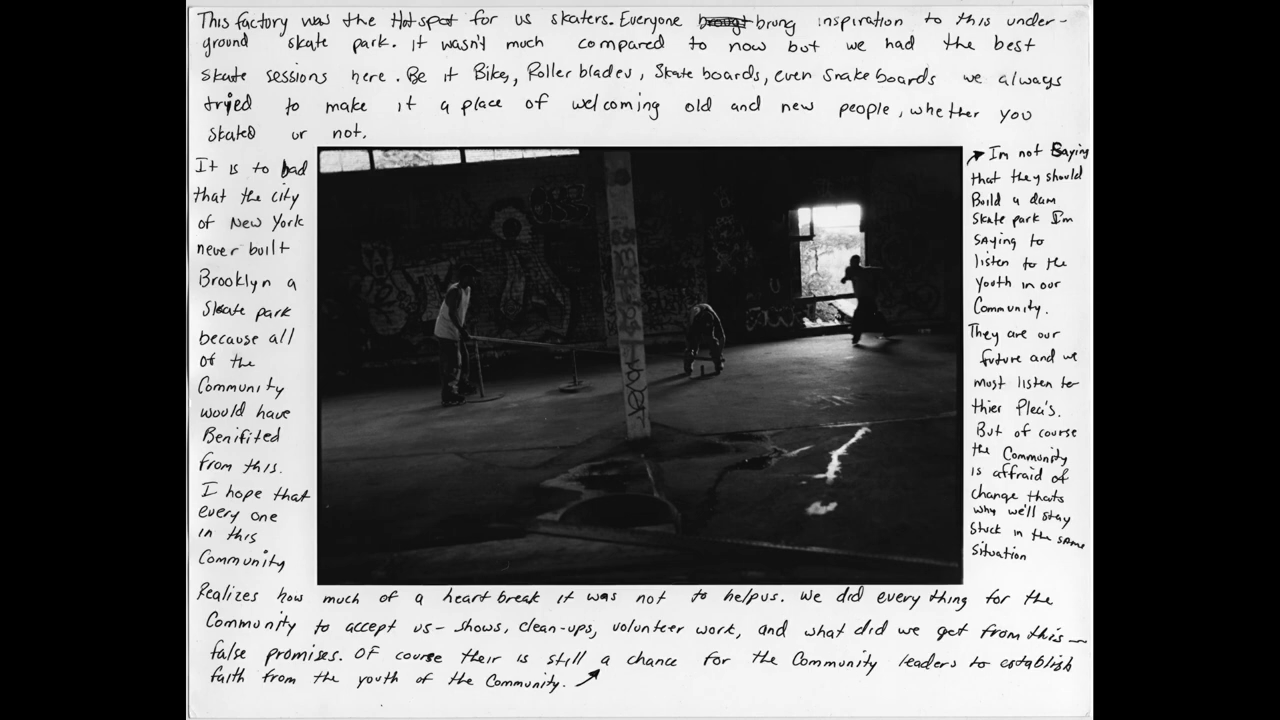 This factory was the Hotspot for us skaters. Everyone brung inspiration to this under-
ground skate park. it wasn't much compared to now but we had the best
skate sessions here. Be it Bikes, Roller blades, Skate boards, even Snake boards we always
tryed to make it a place of welcoming old and new people, whether you
skated or not.
It is to bad
that the city
of New York
never built
Brooklyn a
Skate park
because all
of the
Community
would have
Benifited
from this.
I hope that
every one
in this
Community
Realizes how much of a heart break it was not to help us. we did every thing for the
Community to accept us - shows, clean-ups, volunteer work, and what did we get from this —
false promises. OF course their is still a chance for the Community leaders to establish
faith from the youth of the Community.
Im not Saying
that they should
Build a dam
Skate park Im
saying to
listen to the
youth in our
Community.
They are our
future and we
must listen to
thier Plea's.
But of course
the Community
is affraid of
change thats
why we'll stay
stuck in the same
situation